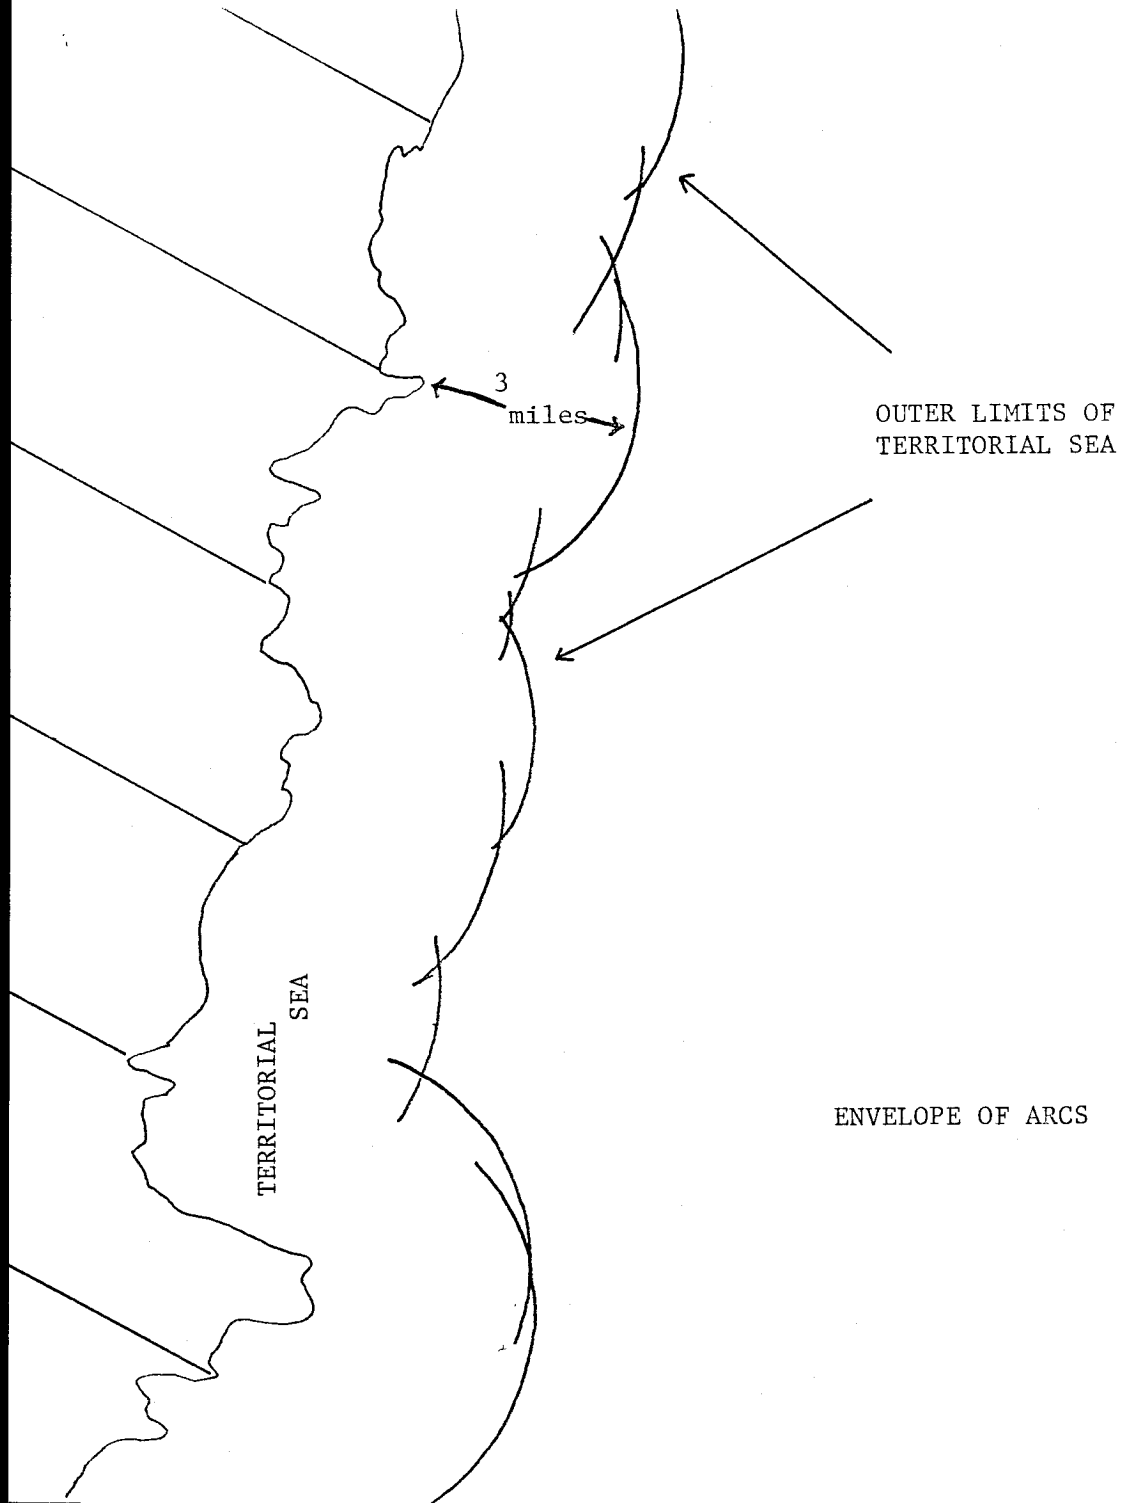 3
miles
OUTER LIMITS OF
TERRITORIAL SEA
TERRITORIAL
SEA
ENVELOPE OF ARCS